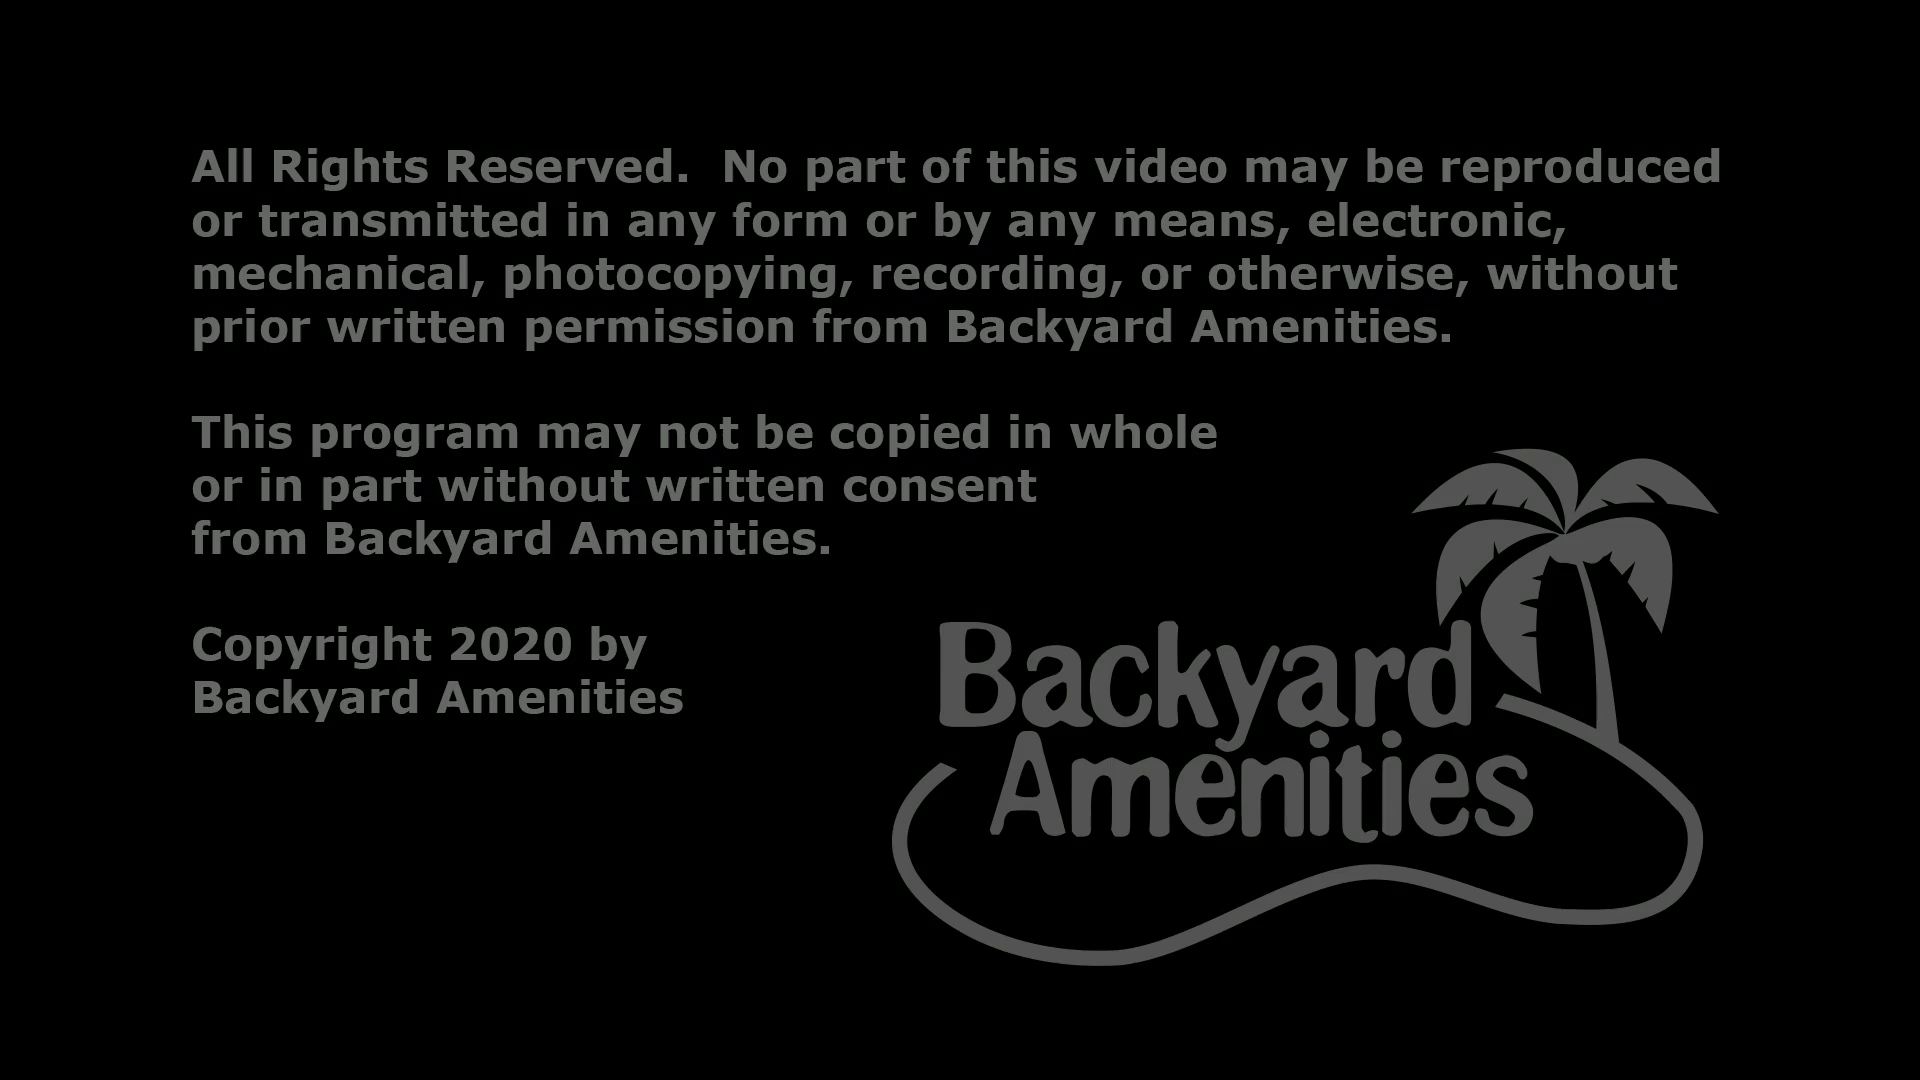 All Rights Reserved.  No part of this video may be reproduced
or transmitted in any form or by any means, electronic,
mechanical, photocopying, recording, or otherwise, without
prior written permission from Backyard Amenities.
This program may not be copied in whole
or in part without written consent
from Backyard Amenities.
Copyright 2020 by
Backyard Amenities
Backyard
Amenities